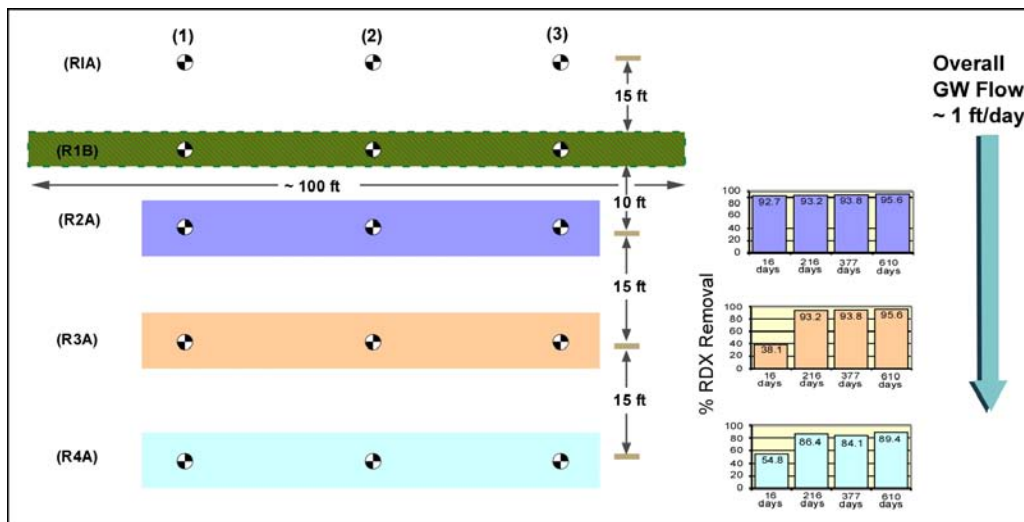 (1) (2) (3)
(RIA)
15 ft
(R1B)
~ 100 ft
10 ft
(R2A)
15 ft
(R3A)
15 ft
(R4A)
Overall
GW Flow
~ 1 ft/day
% RDX Removal
100
80
60
40
20
0
92.7 93.2 93.8 95.6
16 216 377 610
days days days days
100
80
60
40
20
0
38.1 93.2 93.8 95.6
16 216 377 610
days days days days
100
80
60
40
20
0
54.8 86.4 84.1 89.4
16 216 377 610
days days days days